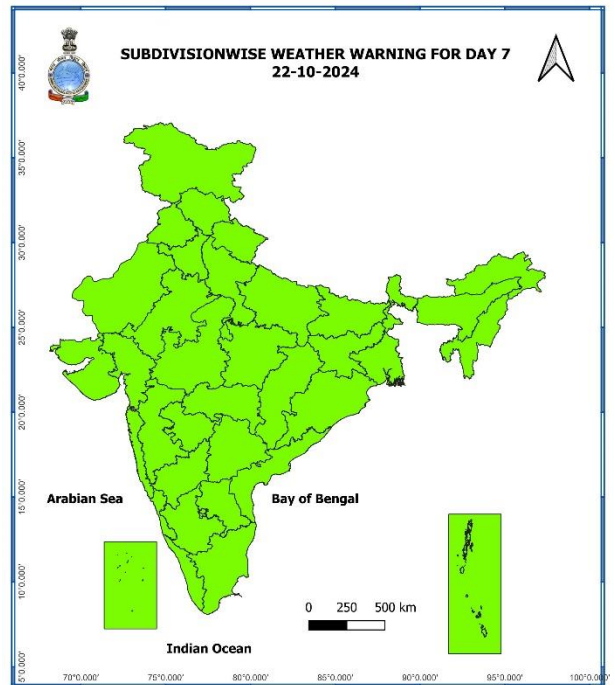 SUBDIVISIONWISE WEATHER WARNING FOR DAY 7
22-10-2024
40°0.000'
35°0.000'
30°0.000'
25°0.000'
20°0.000'
15°0.000'
10°0.000'
5°0.000'
Arabian Sea
Bay of Bengal
0 250 500 km
Indian Ocean
70°0.000' 75°0.000' 80°0.000' 85°0.000' 90°0.000' 95°0.000' 100°0.000'